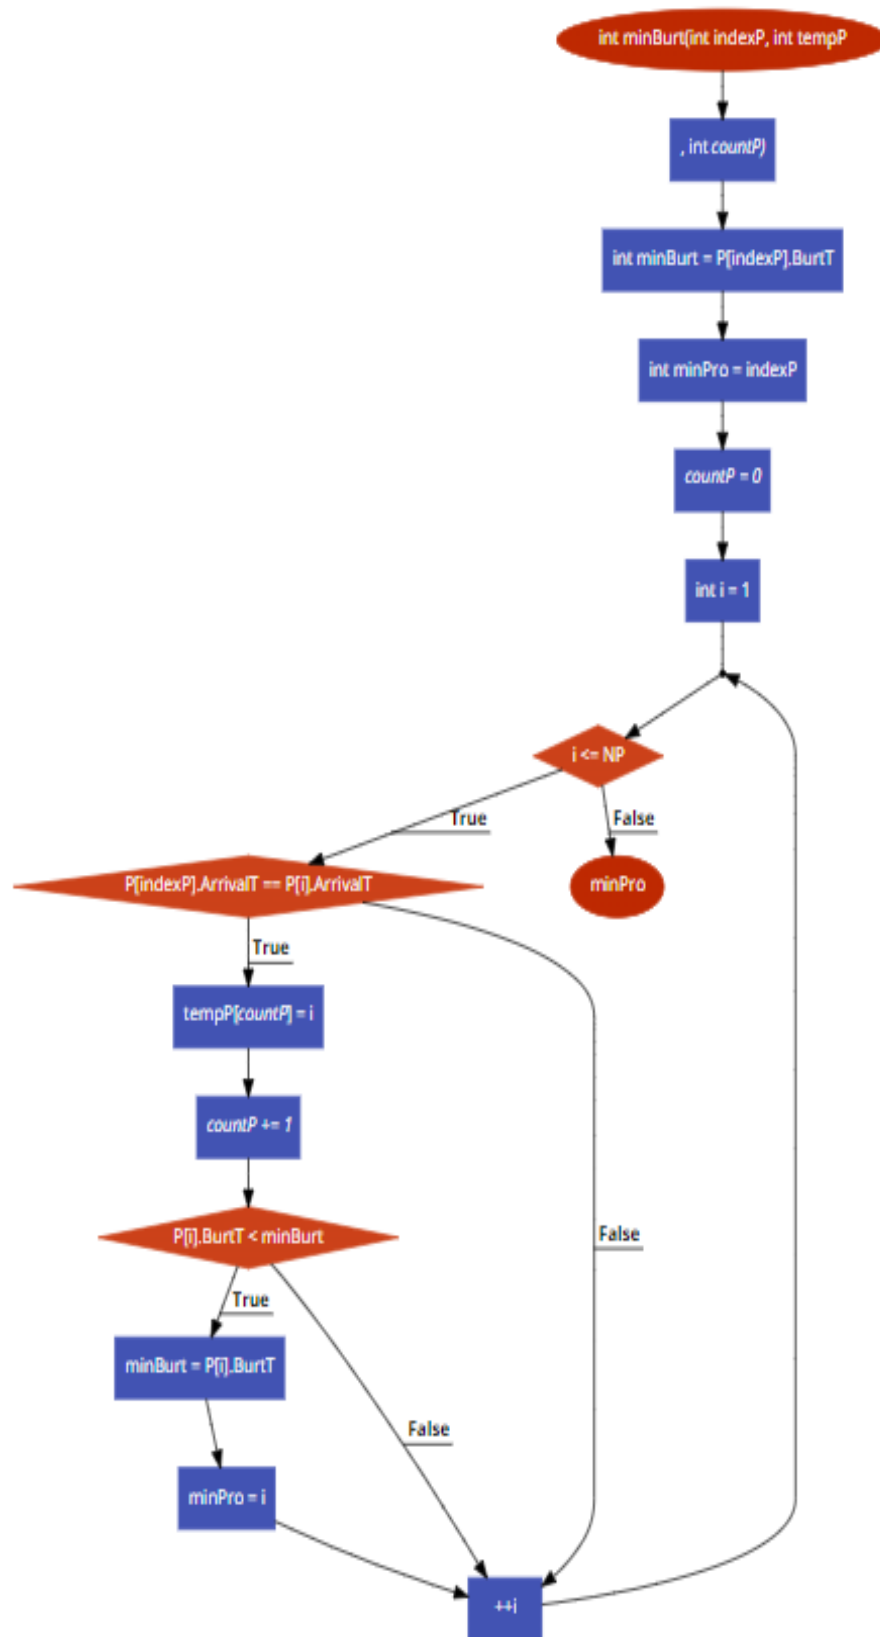 int minBurt(int indexP, int tempP
, int countP)
int minBurt = P[indexP].BurtT
int minPro = indexP
countP = 0
int i = 1
i <= NP
True
False
P[indexP].ArrivalT == P[i].ArrivalT
minPro
True
tempP[countP] = i
countP += 1
P[i].BurtT < minBurt
False
True
minBurt = P[i].BurtT
False
minPro = i
++i